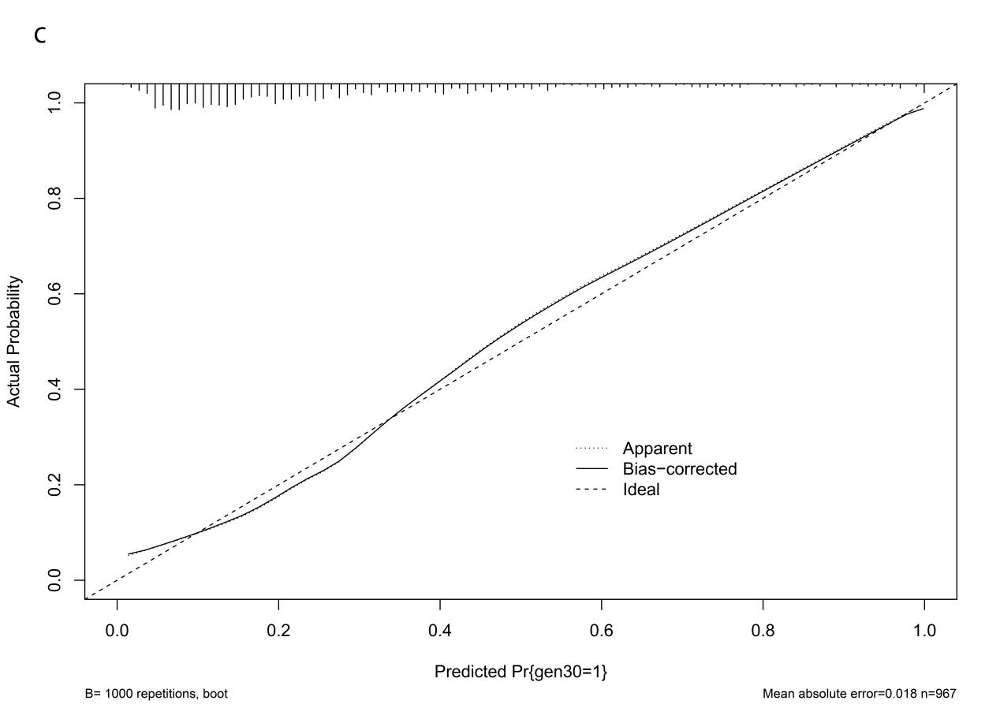 C
1.0
0.8
0.6
0.4
0.2
0.0
Actual Probability
Apparent
Bias−corrected
Ideal
0.0 0.2 0.4 0.6 0.8 1.0
Predicted Pr{gen30=1}
B= 1000 repetitions, boot
Mean absolute error=0.018 n=967